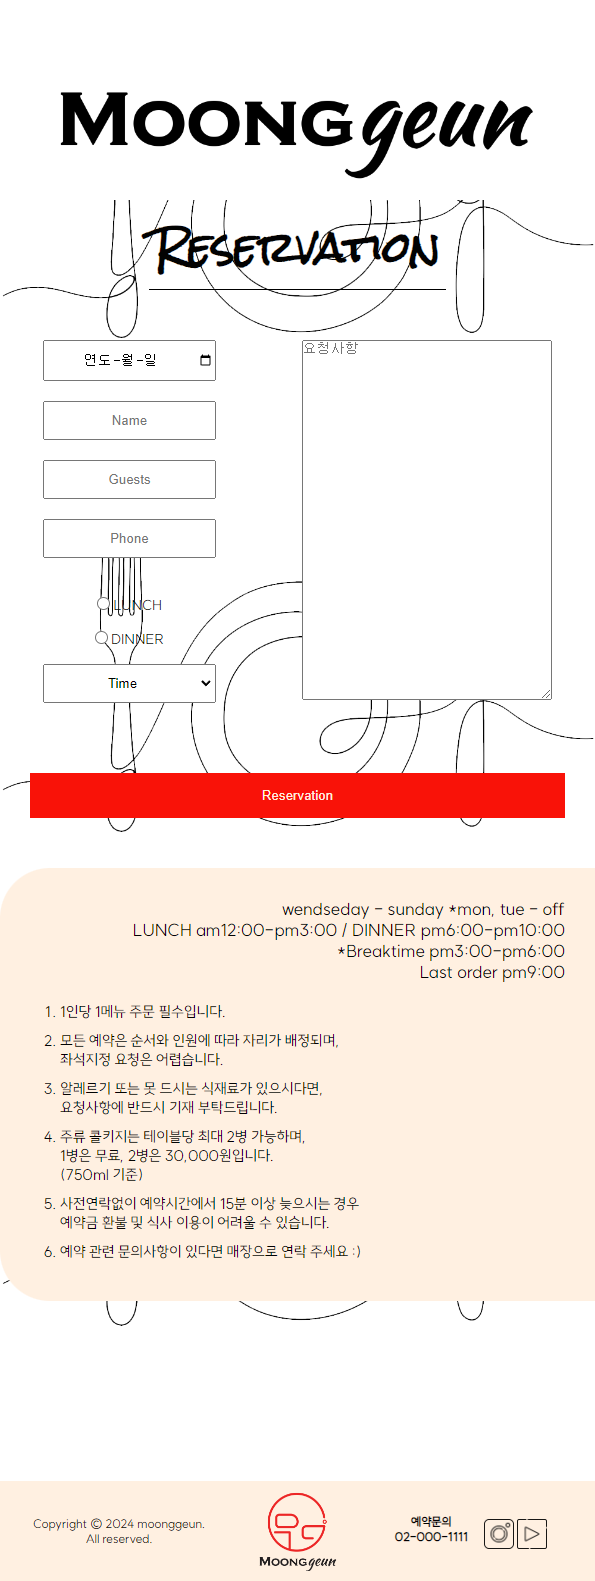 MOONGgeun
RESERVATION
연도-월-일
요청사항
Name
Guests
Phone
LUNCH
DINNER
Time
Reservation
wendseday - sunday *mon, tue - off
LUNCH am12:00-pm3:00 / DINNER pm6:00-pm10:00
*Breaktime pm3:00-pm6:00
Last order pm9:00
1. 1인당 1메뉴 주문 필수입니다.
2. 모든 예약은 순서와 인원에 따라 자리가 배정되며,
좌석지정 요청은 어렵습니다.
3. 알레르기 또는 못 드시는 식재료가 있으시다면,
요청사항에 반드시 기재 부탁드립니다.
4. 주류 콜키지는 테이블당 최대 2병 가능하며,
1병은 무료, 2병은 30,000원입니다.
(750ml 기준)
5. 사전연락없이 예약시간에서 15분 이상 늦으시는 경우
예약금 환불 및 식사 이용이 어려울 수 있습니다.
6. 예약 관련 문의사항이 있다면 매장으로 연락 주세요 :)
Copyright © 2024 moonggeun.
All reserved.
MOONGgeun
예약문의
02-000-1111